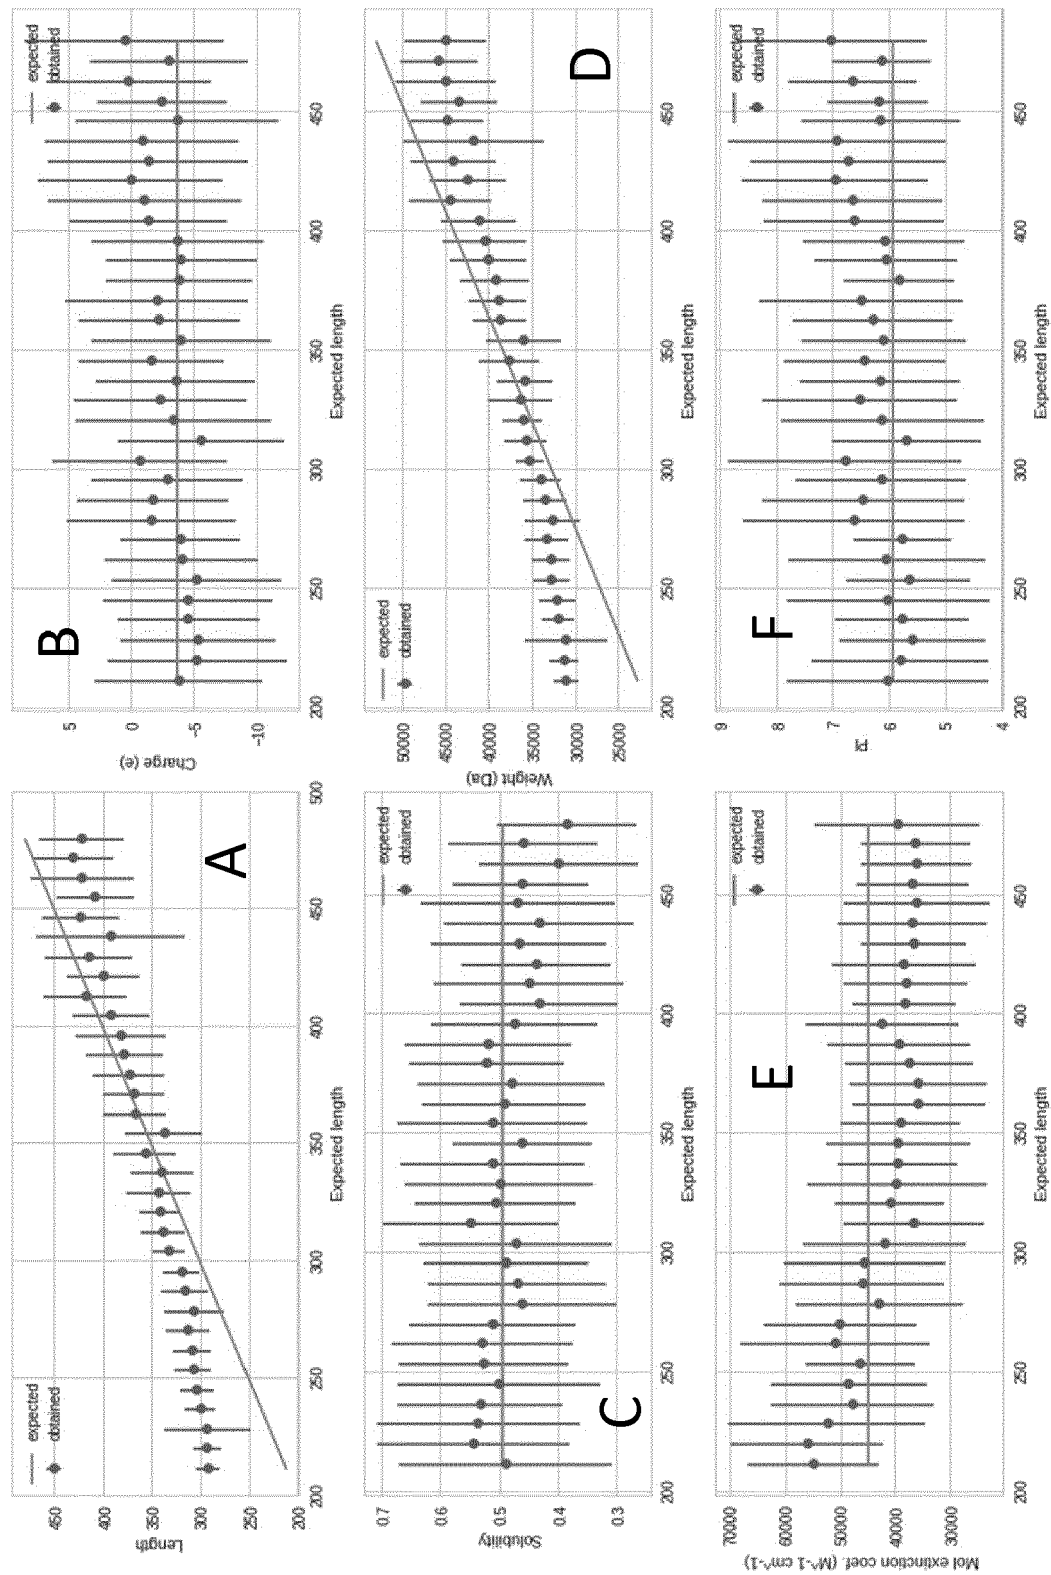 expected
obtained
A
Length
450
400
350
300
250
200
200
250
300
350
400
450
500
Expected length
expected
obtained
B
Charge (e)
5
0
-5
-10
200
250
300
350
400
450
Expected length
expected
obtained
C
Solubility
0.7
0.6
0.5
0.4
0.3
200
250
300
350
400
450
Expected length
expected
obtained
D
Weight (Da)
50000
45000
40000
35000
30000
25000
200
250
300
350
400
450
Expected length
expected
obtained
E
Mol extinction coef. (M^-1 cm^-1)
70000
60000
50000
40000
30000
200
250
300
350
400
450
Expected length
expected
obtained
F
pI
9
8
7
6
5
4
200
250
300
350
400
450
Expected length